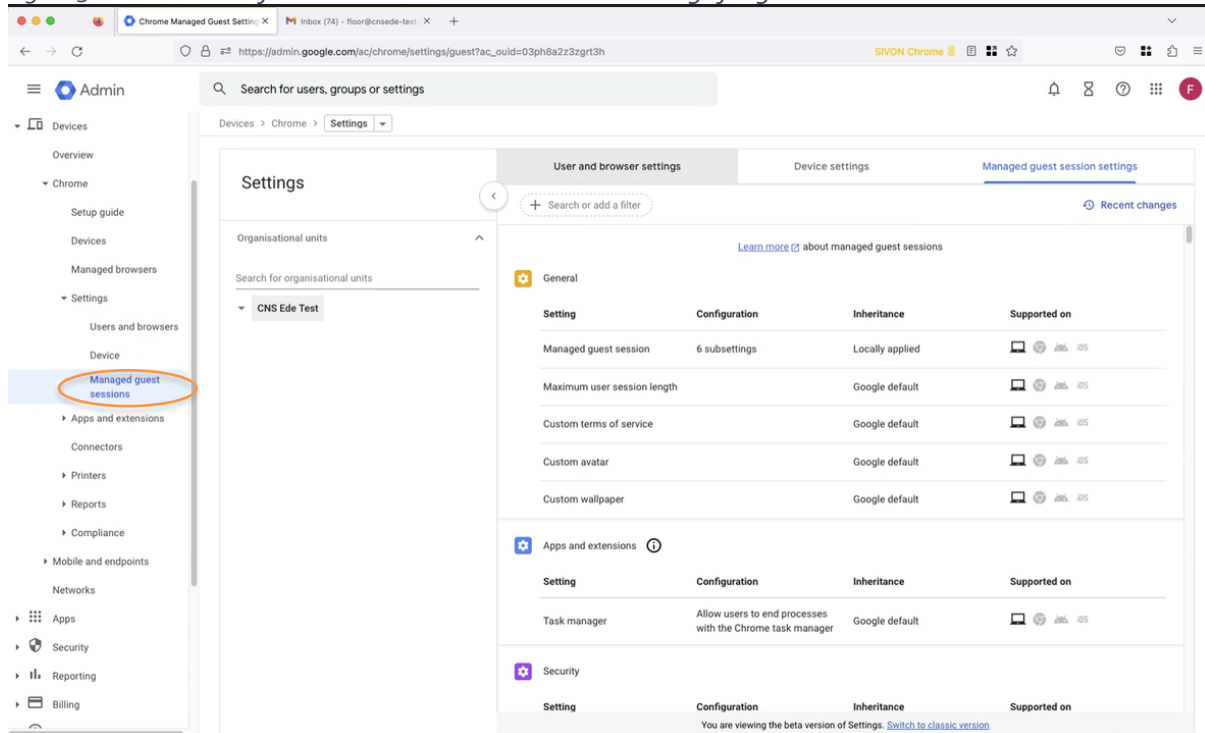 Chrome Managed Guest Setting
Inbox (74) - floor@cnsede-test.
https://admin.google.com/ac/chrome/settings/guest?ac_ouid=03ph8a2z3zgrt3h
SIVON Chrome
Admin
Search for users, groups or settings
F
Devices
Overview
Chrome
Setup guide
Devices
Managed browsers
Settings
Users and browsers
Device
Managed guest
sessions
Apps and extensions
Connectors
Printers
Reports
Compliance
Mobile and endpoints
Networks
Apps
Security
Reporting
Billing
Devices > Chrome > Settings
Settings
Organisational units
Search for organisational units
CNS Ede Test
User and browser settings Device settings Managed guest session settings
+ Search or add a filter Recent changes
Learn more about managed guest sessions
General
Setting Configuration Inheritance Supported on
Managed guest session 6 subsettings Locally applied iOS
Maximum user session length Google default iOS
Custom terms of service Google default iOS
Custom avatar Google default iOS
Custom wallpaper Google default iOS
Apps and extensions
Setting Configuration Inheritance Supported on
Task manager Allow users to end processes Google default iOS
with the Chrome task manager
Security
Setting Configuration Inheritance Supported on
You are viewing the beta version of Settings. Switch to classic version